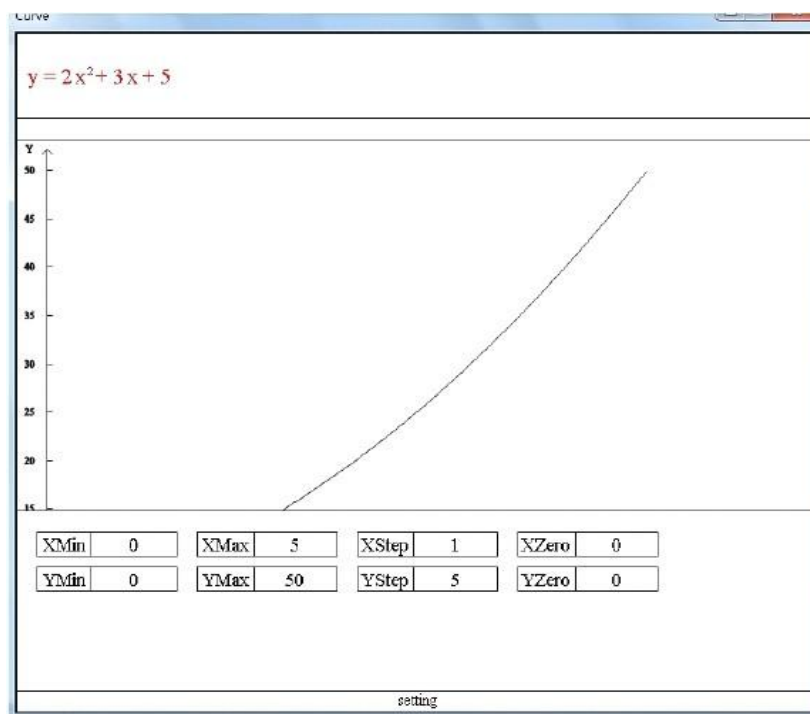 Curve
y = 2x² + 3x + 5
Y
50
45
40
35
30
25
20
15
XMin 0 XMax 5 XStep 1 XZero 0
YMin 0 YMax 50 YStep 5 YZero 0
setting